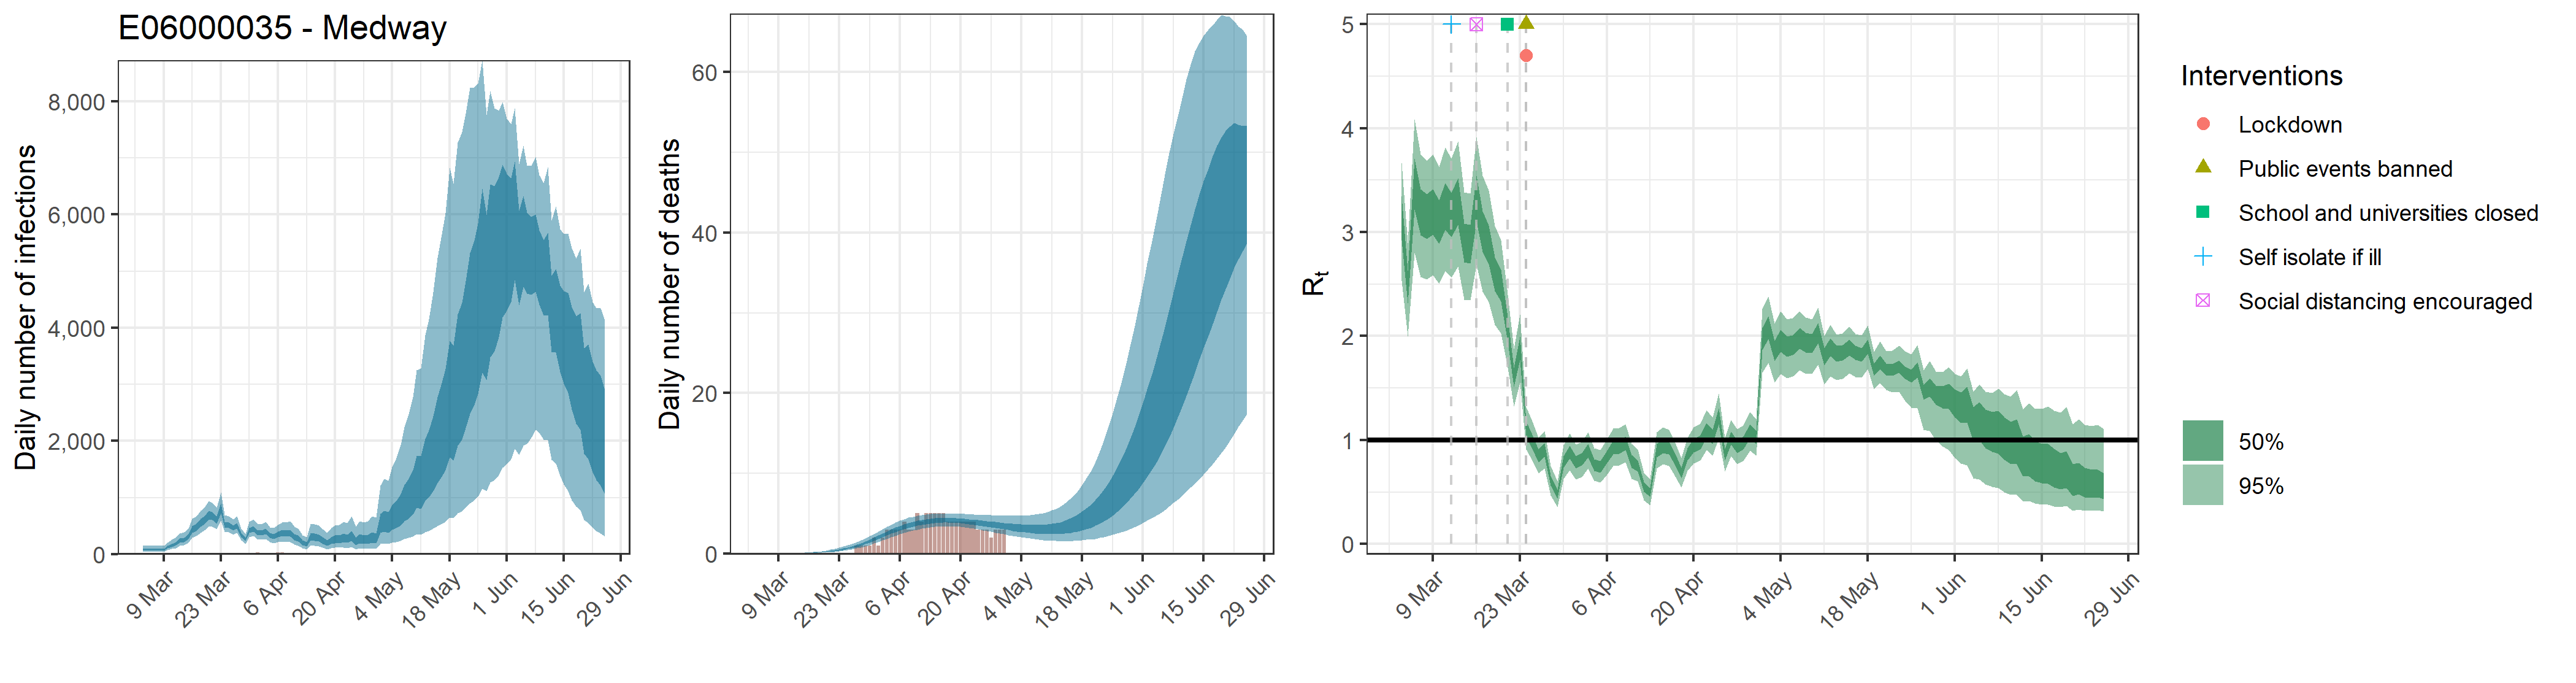 E06000035 - Medway
Daily number of infections
8,000
6,000
4,000
2,000
0
9 Mar
23 Mar
6 Apr
20 Apr
4 May
18 May
1 Jun
15 Jun
29 Jun
Daily number of deaths
60
40
20
0
9 Mar
23 Mar
6 Apr
20 Apr
4 May
18 May
1 Jun
15 Jun
29 Jun
Rt
5
4
3
2
1
0
9 Mar
23 Mar
6 Apr
20 Apr
4 May
18 May
1 Jun
15 Jun
29 Jun
Interventions
Lockdown
Public events banned
School and universities closed
Self isolate if ill
Social distancing encouraged
50%
95%